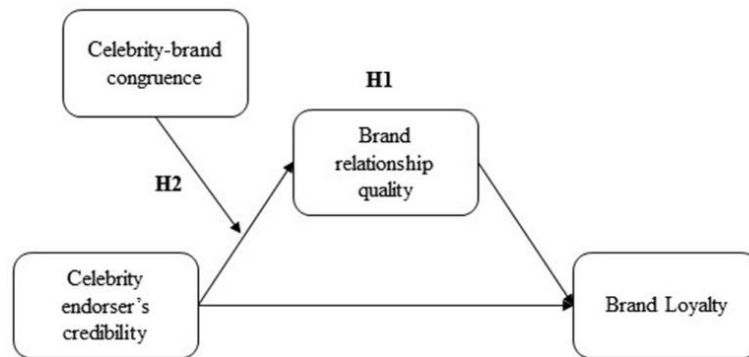 Celebrity-brand
congruence
H1
Brand
relationship
quality
H2
Celebrity
endorser’s
credibility
Brand Loyalty